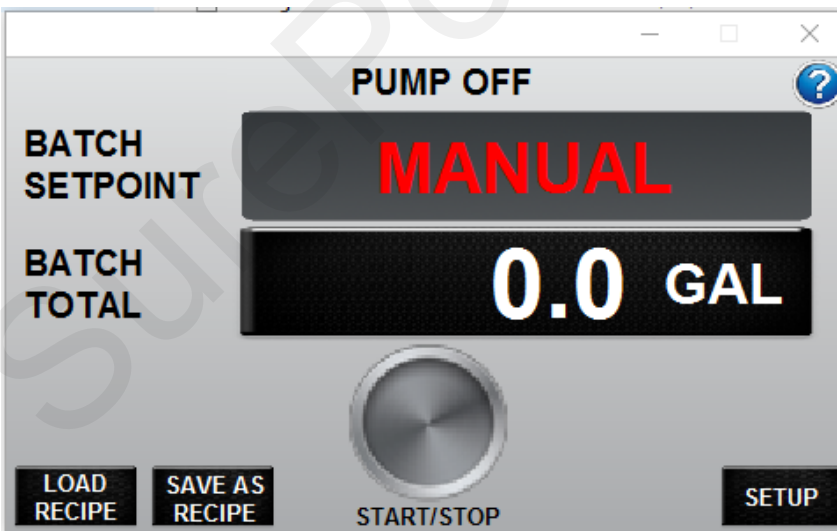 PUMP OFF
?
BATCH
SETPOINT
MANUAL
BATCH
TOTAL
0.0 GAL
LOAD
RECIPE
SAVE AS
RECIPE
START/STOP
SETUP